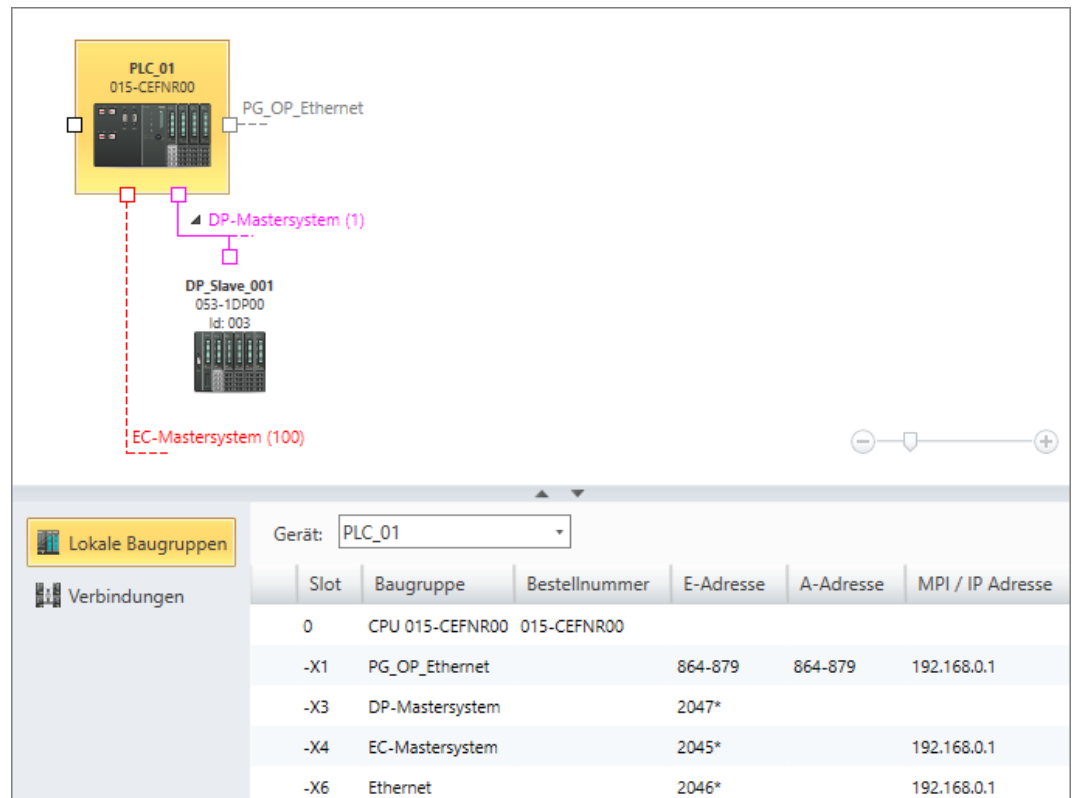 PLC_01
015-CEFNR00
PG_OP_Ethernet
DP-Mastersystem (1)
DP_Slave_001
053-1DP00
Id: 003
EC-Mastersystem (100)
Lokale Baugruppen
Verbindungen
Gerät: PLC_01
Slot Baugruppe Bestellnummer E-Adresse A-Adresse MPI / IP Adresse
0 CPU 015-CEFNR00 015-CEFNR00
-X1 PG_OP_Ethernet 864-879 864-879 192.168.0.1
-X3 DP-Mastersystem 2047*
-X4 EC-Mastersystem 2045* 192.168.0.1
-X6 Ethernet 2046* 192.168.0.1